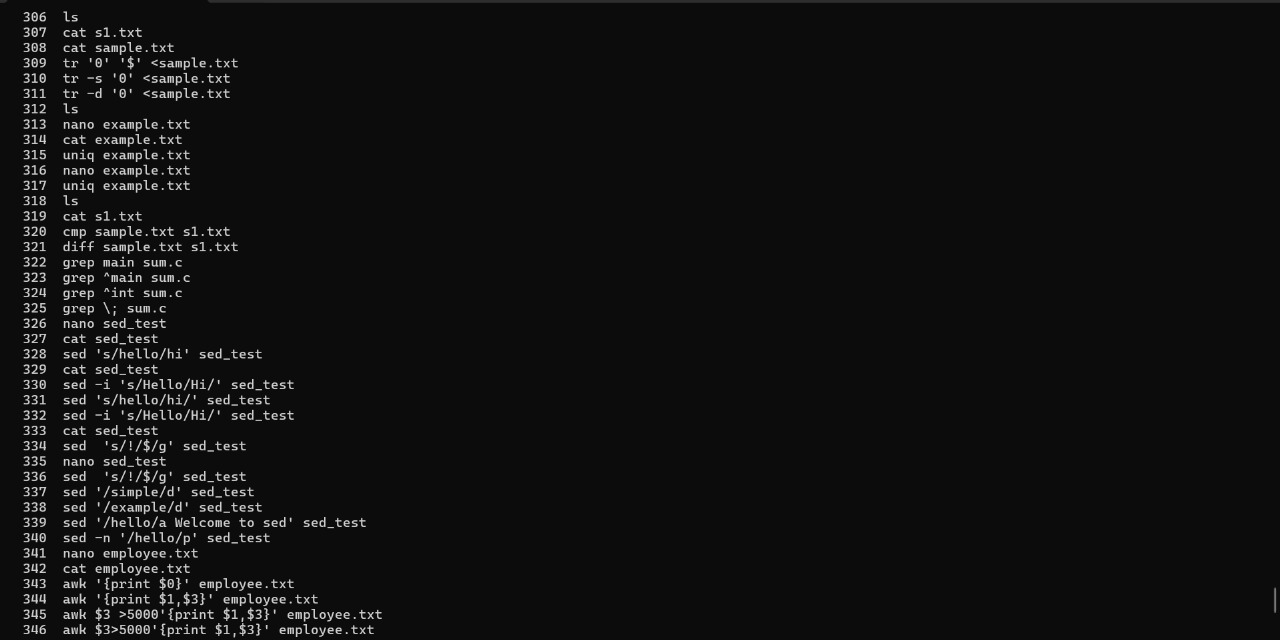 306 ls
307 cat s1.txt
308 cat sample.txt
309 tr '0' '$' <sample.txt
310 tr -s '0' <sample.txt
311 tr -d '0' <sample.txt
312 ls
313 nano example.txt
314 cat example.txt
315 uniq example.txt
316 nano example.txt
317 uniq example.txt
318 ls
319 cat s1.txt
320 cmp sample.txt s1.txt
321 diff sample.txt s1.txt
322 grep main sum.c
323 grep ^main sum.c
324 grep ^int sum.c
325 grep \; sum.c
326 nano sed_test
327 cat sed_test
328 sed 's/hello/hi' sed_test
329 cat sed_test
330 sed -i 's/Hello/Hi/' sed_test
331 sed 's/hello/hi/' sed_test
332 sed -i 's/Hello/Hi/' sed_test
333 cat sed_test
334 sed  's/!/$/g' sed_test
335 nano sed_test
336 sed  's/!/$/g' sed_test
337 sed '/simple/d' sed_test
338 sed '/example/d' sed_test
339 sed '/hello/a Welcome to sed' sed_test
340 sed -n '/hello/p' sed_test
341 nano employee.txt
342 cat employee.txt
343 awk '{print $0}' employee.txt
344 awk '{print $1,$3}' employee.txt
345 awk $3 >5000'{print $1,$3}' employee.txt
346 awk $3>5000'{print $1,$3}' employee.txt